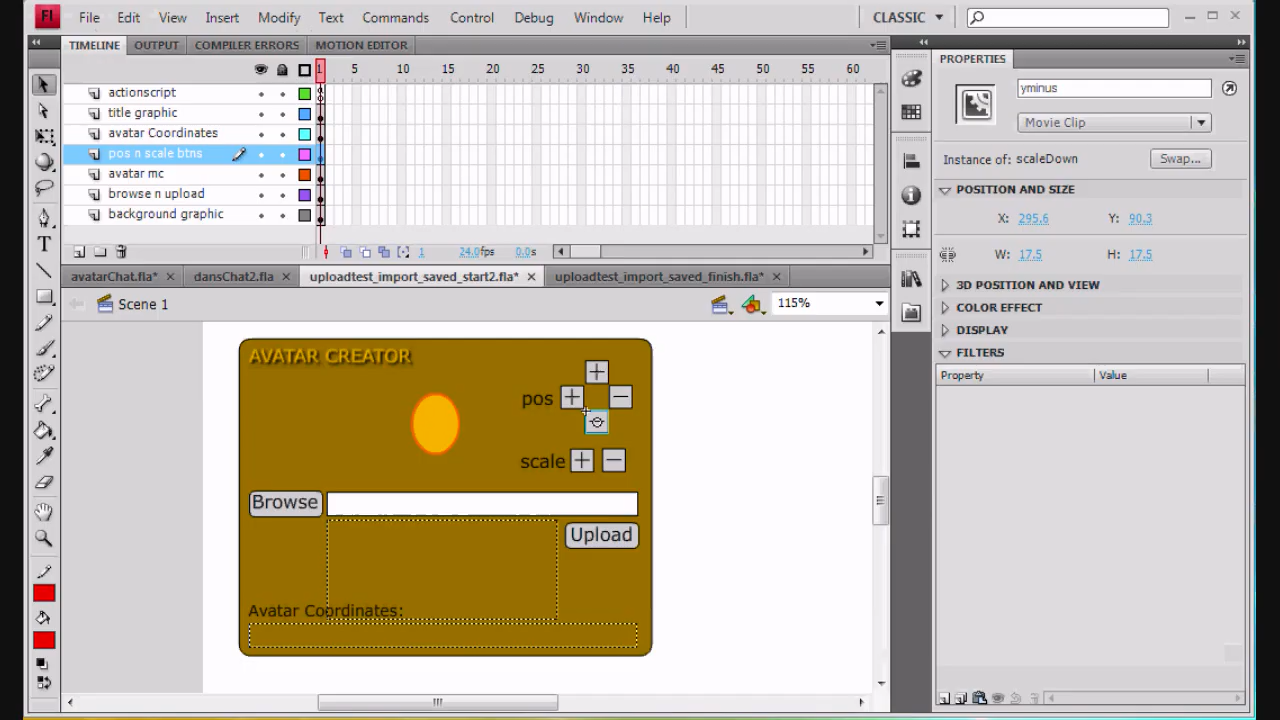 Fl File Edit View Insert Modify Text Commands Control Debug Window Help CLASSIC
TIMELINE OUTPUT COMPILER ERRORS MOTION EDITOR
1 5 10 15 20 25 30 35 40 45 50 55 60
actionscript
title graphic
avatar Coordinates
pos n scale btns
avatar mc
browse n upload
background graphic
1 24.0fps 0.0s
avatarChat.fla* dansChat2.fla uploadtest_import_saved_start2.fla* uploadtest_import_saved_finish.fla*
Scene 1 115%
AVATAR CREATOR
pos
scale
Browse
Upload
Avatar Coordinates:
PROPERTIES
yminus
Movie Clip
Instance of: scaleDown Swap...
POSITION AND SIZE
X: 295.6 Y: 90.3
W: 17.5 H: 17.5
3D POSITION AND VIEW
COLOR EFFECT
DISPLAY
FILTERS
Property Value